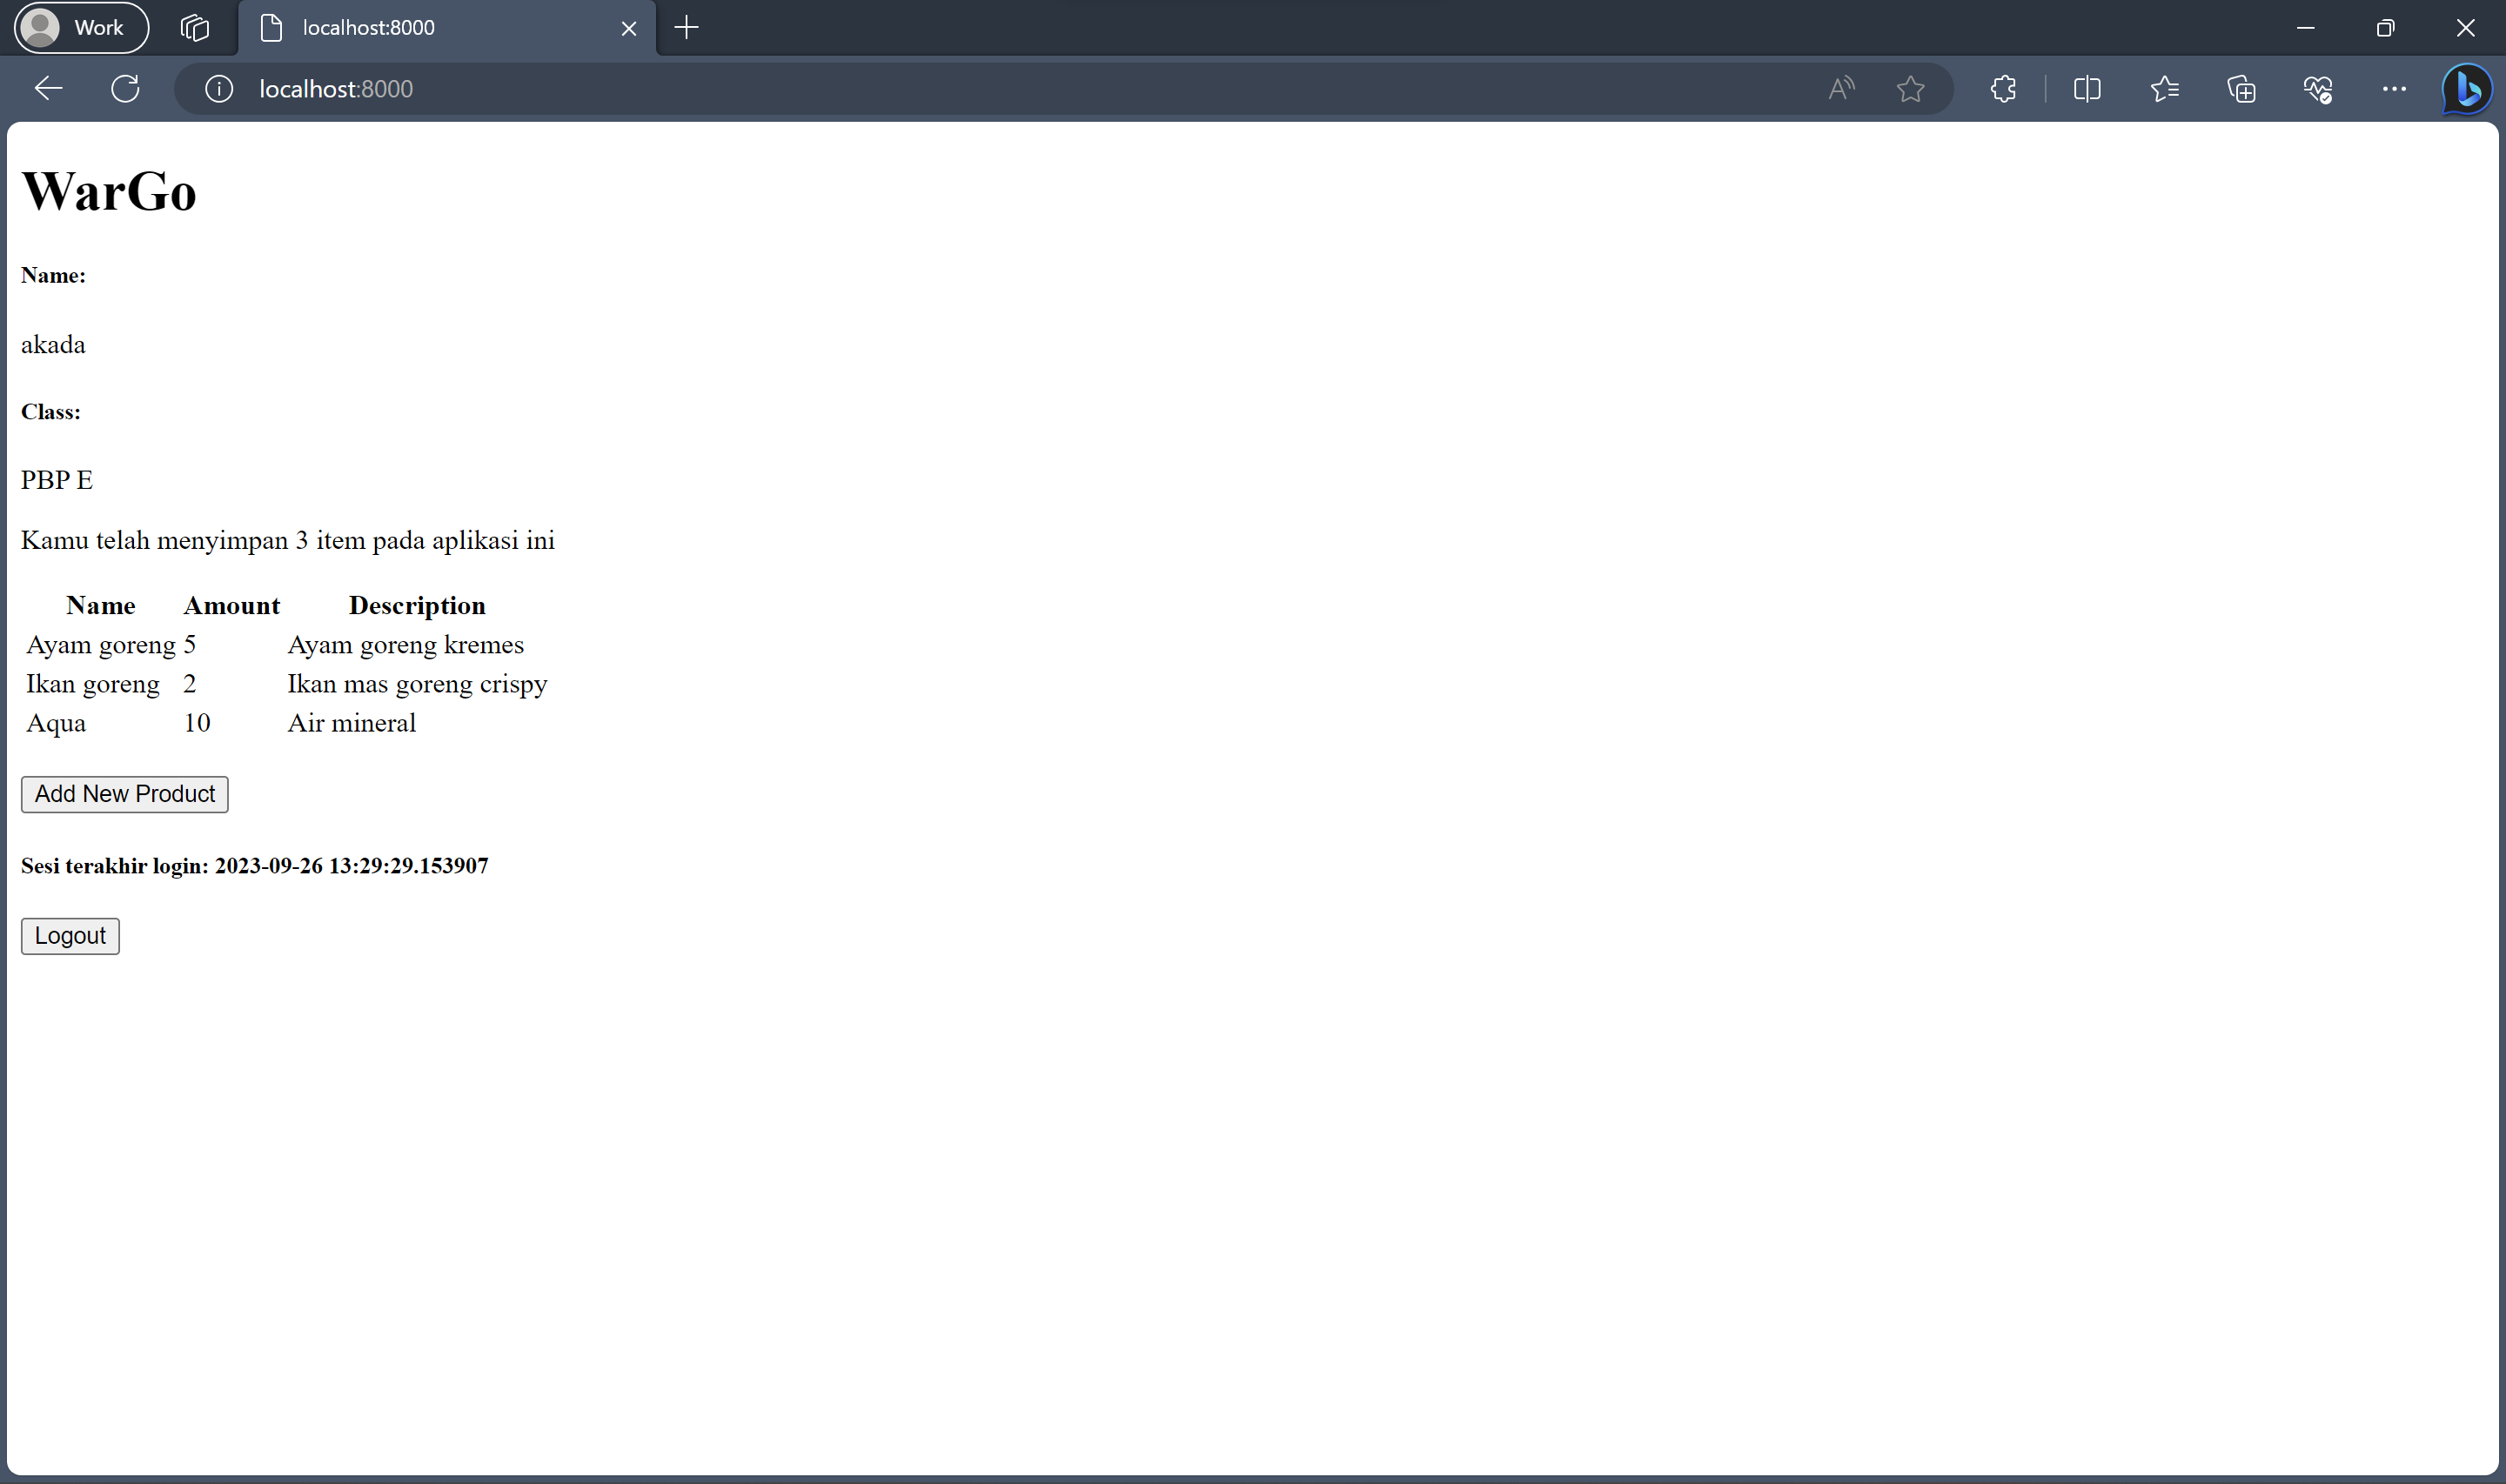 Work
localhost:8000
localhost:8000
WarGo
Name:
akada
Class:
PBP E
Kamu telah menyimpan 3 item pada aplikasi ini
Name Amount Description
Ayam goreng 5 Ayam goreng kremes
Ikan goreng 2 Ikan mas goreng crispy
Aqua 10 Air mineral
Add New Product
Sesi terakhir login: 2023-09-26 13:29:29.153907
Logout